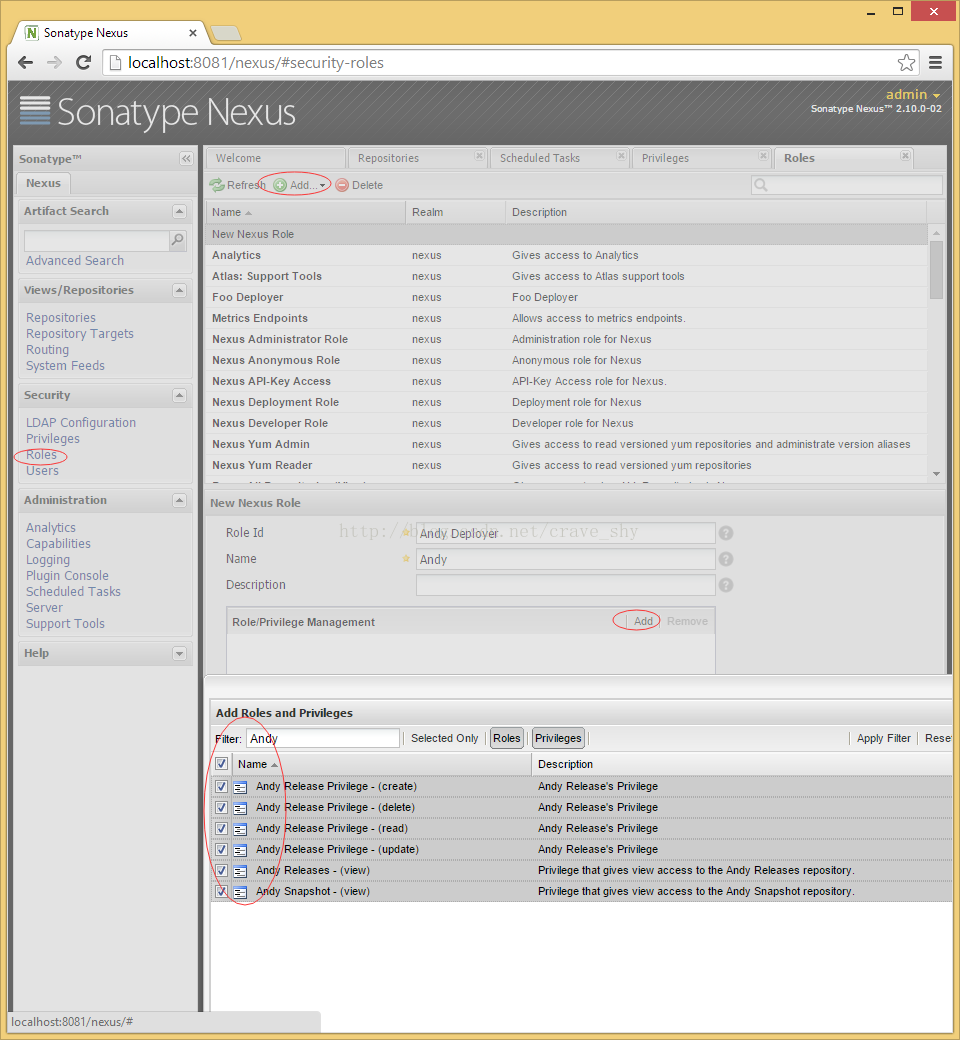 Sonatype Nexus
localhost:8081/nexus/#security-roles
Sonatype Nexus
admin
Sonatype Nexus™ 2.10.0-02
Sonatype™
Nexus
Artifact Search
Advanced Search
Views/Repositories
Repositories
Repository Targets
Routing
System Feeds
Security
LDAP Configuration
Privileges
Roles
Users
Administration
Analytics
Capabilities
Logging
Plugin Console
Scheduled Tasks
Server
Support Tools
Help
Welcome Repositories Scheduled Tasks Privileges Roles
Refresh Add... Delete
Name Realm Description
New Nexus Role
Analytics nexus Gives access to Analytics
Atlas: Support Tools nexus Gives access to Atlas support tools
Foo Deployer nexus Foo Deployer
Metrics Endpoints nexus Allows access to metrics endpoints.
Nexus Administrator Role nexus Administration role for Nexus
Nexus Anonymous Role nexus Anonymous role for Nexus
Nexus API-Key Access nexus API-Key Access role for Nexus.
Nexus Deployment Role nexus Deployment role for Nexus
Nexus Developer Role nexus Developer role for Nexus
Nexus Yum Admin nexus Gives access to read versioned yum repositories and administrate version aliases
Nexus Yum Reader nexus Gives access to read versioned yum repositories
New Nexus Role
http://blog.csdn.net/crave_shy
Role Id Andy Deployer
Name Andy
Description
Role/Privilege Management Add Remove
Add Roles and Privileges
Filter: Andy Selected Only Roles Privileges Apply Filter Reset
Name Description
Andy Release Privilege - (create) Andy Release's Privilege
Andy Release Privilege - (delete) Andy Release's Privilege
Andy Release Privilege - (read) Andy Release's Privilege
Andy Release Privilege - (update) Andy Release's Privilege
Andy Releases - (view) Privilege that gives view access to the Andy Releases repository.
Andy Snapshot - (view) Privilege that gives view access to the Andy Snapshot repository.
localhost:8081/nexus/#